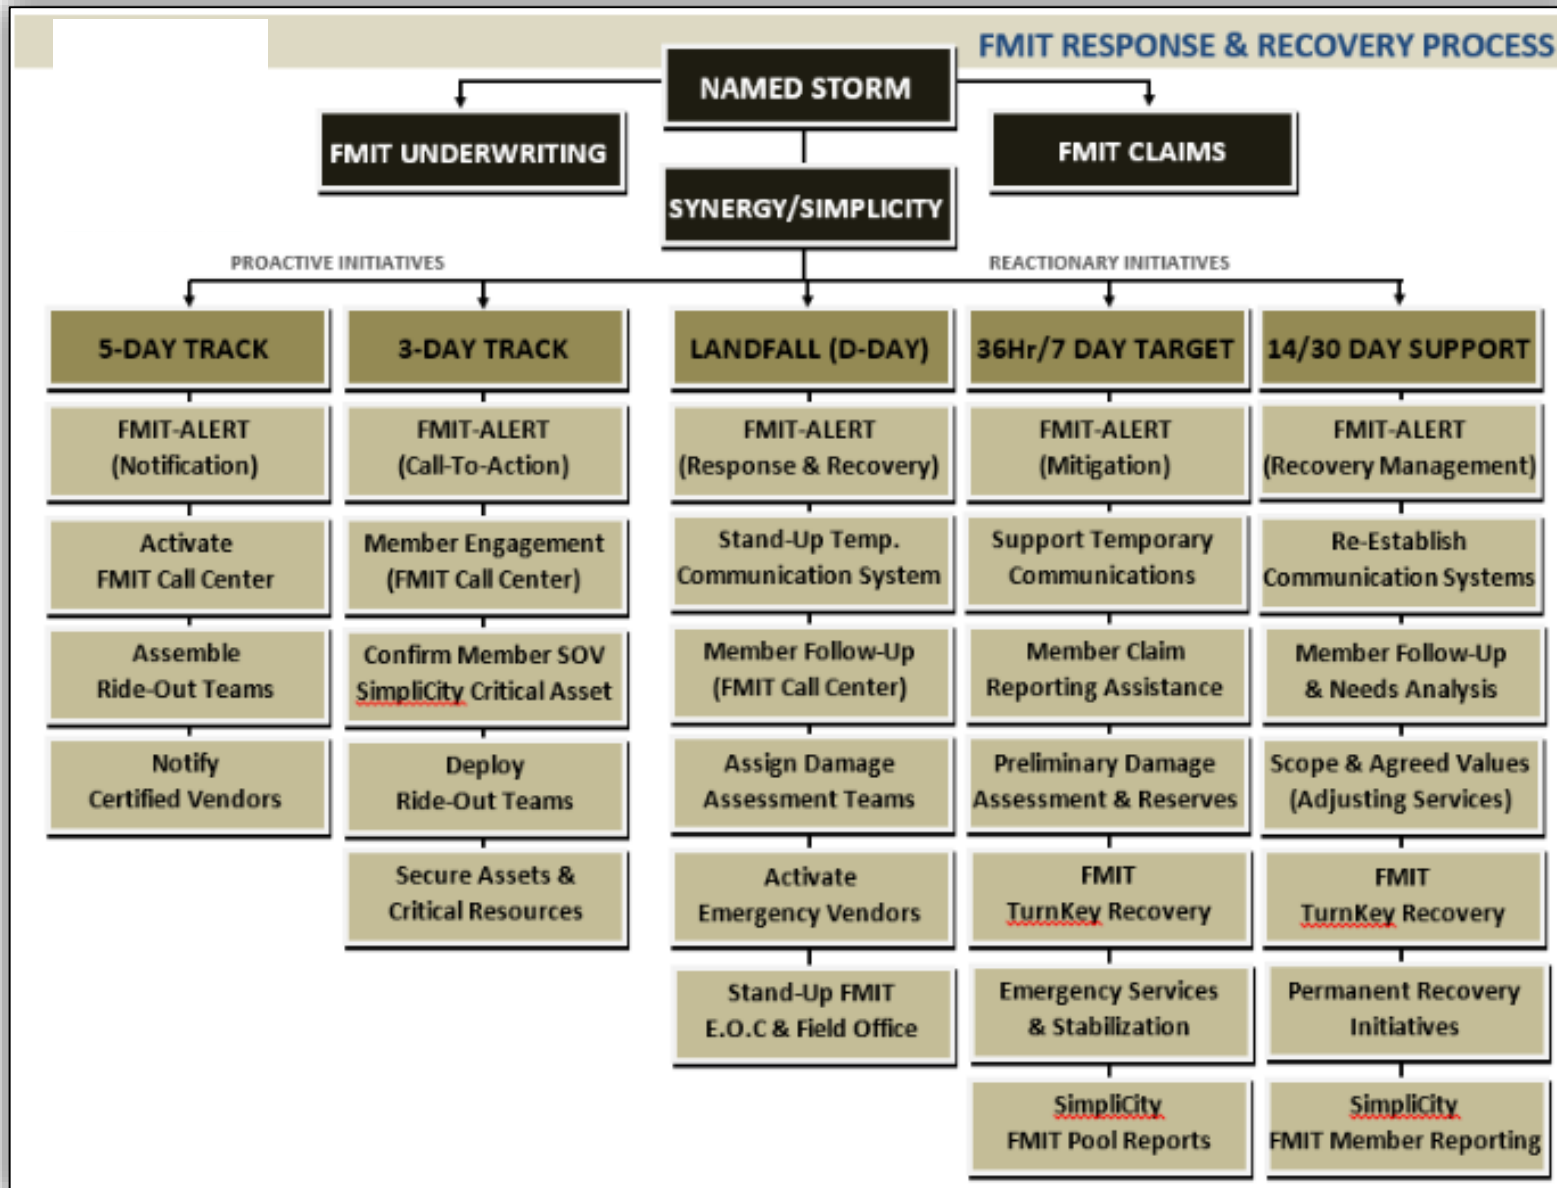 FMIT RESPONSE & RECOVERY PROCESS
NAMED STORM
FMIT UNDERWRITING
FMIT CLAIMS
SYNERGY/SIMPLICITY
PROACTIVE INITIATIVES
REACTIONARY INITIATIVES
5-DAY TRACK
FMIT-ALERT
(Notification)
Activate
FMIT Call Center
Assemble
Ride-Out Teams
Notify
Certified Vendors
3-DAY TRACK
FMIT-ALERT
(Call-To-Action)
Member Engagement
(FMIT Call Center)
Confirm Member SOV
SimpliCity Critical Asset
Deploy
Ride-Out Teams
Secure Assets &
Critical Resources
LANDFALL (D-DAY)
FMIT-ALERT
(Response & Recovery)
Stand-Up Temp.
Communication System
Member Follow-Up
(FMIT Call Center)
Assign Damage
Assessment Teams
Activate
Emergency Vendors
Stand-Up FMIT
E.O.C & Field Office
36Hr/7 DAY TARGET
FMIT-ALERT
(Mitigation)
Support Temporary
Communications
Member Claim
Reporting Assistance
Preliminary Damage
Assessment & Reserves
FMIT
TurnKey Recovery
Emergency Services
& Stabilization
SimpliCity
FMIT Pool Reports
14/30 DAY SUPPORT
FMIT-ALERT
(Recovery Management)
Re-Establish
Communication Systems
Member Follow-Up
& Needs Analysis
Scope & Agreed Values
(Adjusting Services)
FMIT
TurnKey Recovery
Permanent Recovery
Initiatives
SimpliCity
FMIT Member Reporting